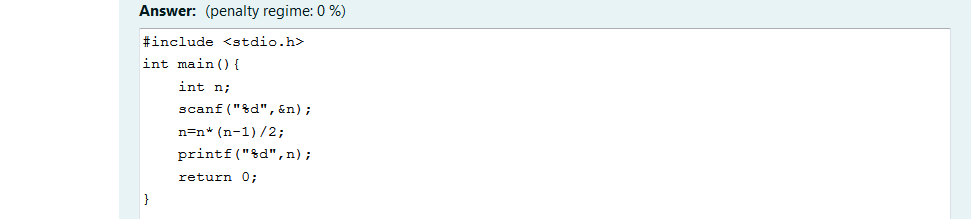 Answer: (penalty regime: 0 %)
#include <stdio.h>
int main(){
    int n;
    scanf("%d",&n);
    n=n*(n-1)/2;
    printf("%d",n);
    return 0;
}